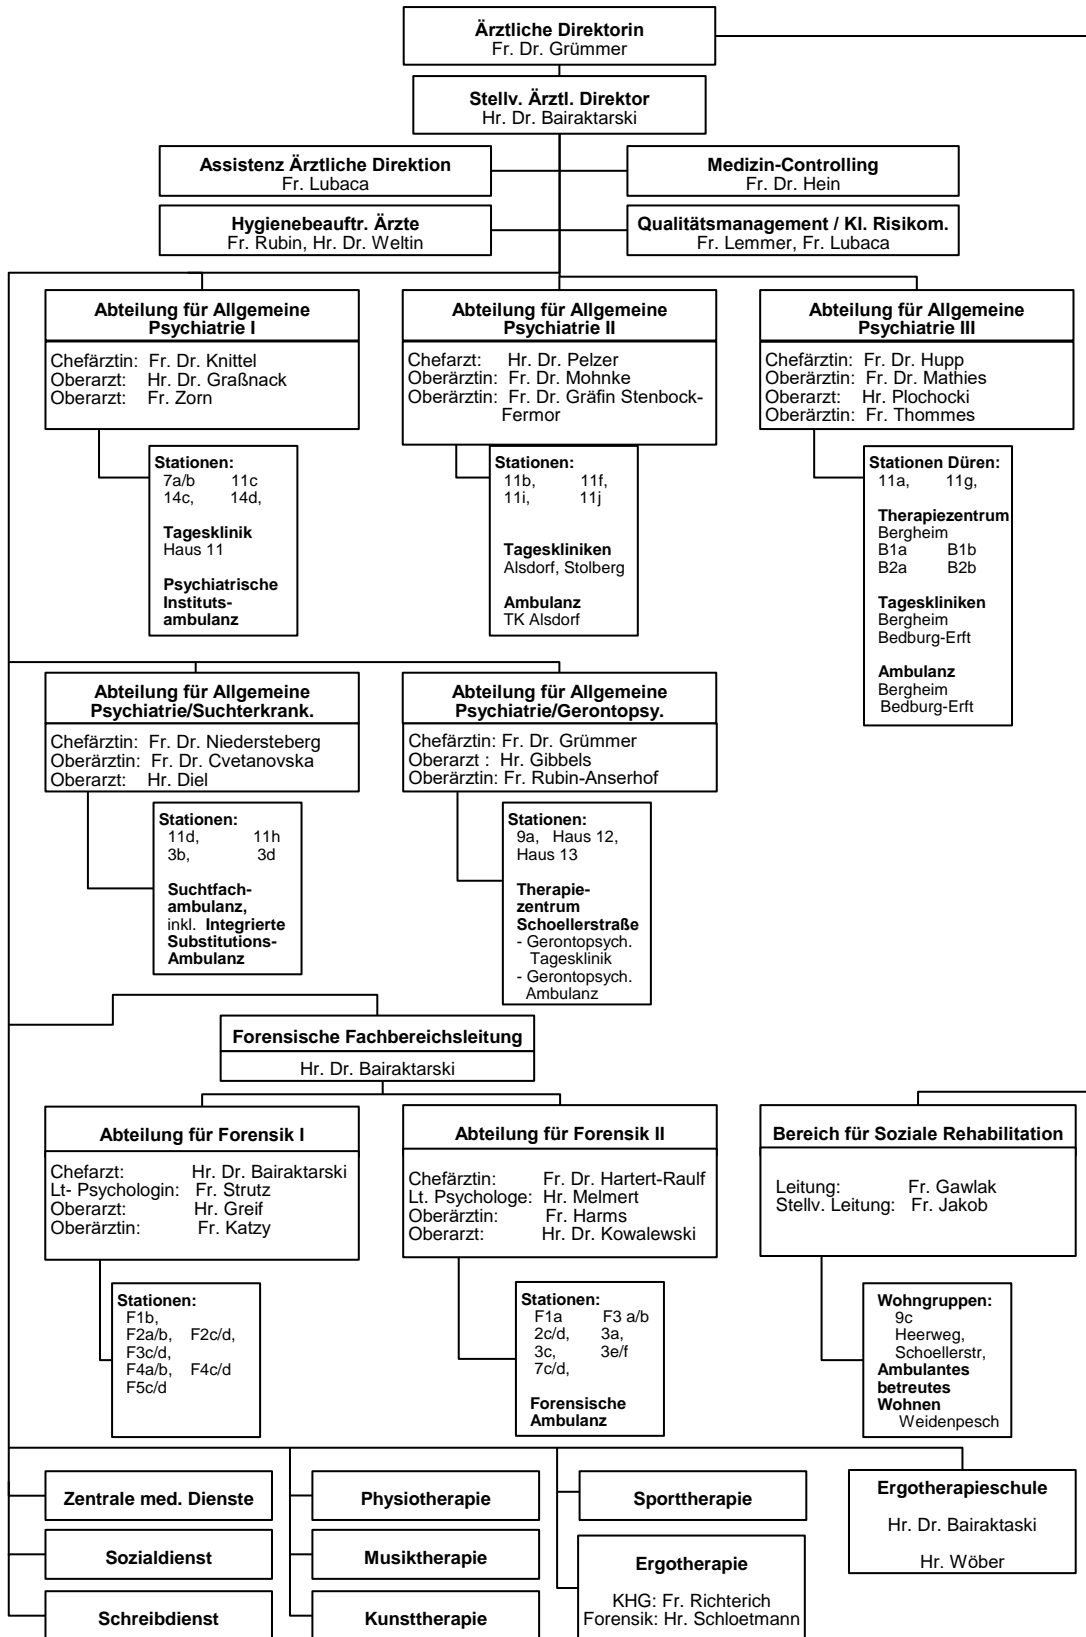 Ärztliche Direktorin
Fr. Dr. Grümmer
Stellv. Ärztl. Direktor
Hr. Dr. Bairaktarski
Assistenz Ärztliche Direktion
Fr. Lubaca
Medizin-Controlling
Fr. Dr. Hein
Hygienebeauftr. Ärzte
Fr. Rubin, Hr. Dr. Weltin
Qualitätsmanagement / Kl. Risikom.
Fr. Lemmer, Fr. Lubaca
Abteilung für Allgemeine
Psychiatrie I
Chefärztin: Fr. Dr. Knittel
Oberarzt: Hr. Dr. Graßnack
Oberarzt: Fr. Zorn
Stationen:
7a/b 11c
14c, 14d,
Tagesklinik
Haus 11
Psychiatrische
Instituts-
ambulanz
Abteilung für Allgemeine
Psychiatrie II
Chefarzt: Hr. Dr. Pelzer
Oberärztin: Fr. Dr. Mohnke
Oberärztin: Fr. Dr. Gräfin Stenbock-
Fermor
Stationen:
11b, 11f,
11i, 11j
Tageskliniken
Alsdorf, Stolberg
Ambulanz
TK Alsdorf
Abteilung für Allgemeine
Psychiatrie III
Chefärztin: Fr. Dr. Hupp
Oberärztin: Fr. Dr. Mathies
Oberarzt: Hr. Plochocki
Oberärztin: Fr. Thommes
Stationen Düren:
11a, 11g,
Therapiezentrum
Bergheim
B1a B1b
B2a B2b
Tageskliniken
Bergheim
Bedburg-Erft
Ambulanz
Bergheim
Bedburg-Erft
Abteilung für Allgemeine
Psychiatrie/Suchterkrank.
Chefärztin: Fr. Dr. Niedersteberg
Oberärztin: Fr. Dr. Cvetanovska
Oberarzt: Hr. Diel
Stationen:
11d, 11h
3b, 3d
Suchtfach-
ambulanz,
inkl. Integrierte
Substitutions-
Ambulanz
Abteilung für Allgemeine
Psychiatrie/Gerontopsy.
Chefärztin: Fr. Dr. Grümmer
Oberarzt : Hr. Gibbels
Oberärztin: Fr. Rubin-Anserhof
Stationen:
9a, Haus 12,
Haus 13
Therapie-
zentrum
Schoellerstraße
- Gerontopsych.
Tagesklinik
- Gerontopsych.
Ambulanz
Forensische Fachbereichsleitung
Hr. Dr. Bairaktarski
Abteilung für Forensik I
Chefarzt: Hr. Dr. Bairaktarski
Lt- Psychologin: Fr. Strutz
Oberarzt: Hr. Greif
Oberärztin: Fr. Katzy
Stationen:
F1b,
F2a/b, F2c/d,
F3c/d,
F4a/b, F4c/d
F5c/d
Abteilung für Forensik II
Chefärztin: Fr. Dr. Hartert-Raulf
Lt. Psychologe: Hr. Melmert
Oberärztin: Fr. Harms
Oberarzt: Hr. Dr. Kowalewski
Stationen:
F1a F3 a/b
2c/d, 3a,
3c, 3e/f
7c/d,
Forensische
Ambulanz
Bereich für Soziale Rehabilitation
Leitung: Fr. Gawlak
Stellv. Leitung: Fr. Jakob
Wohngruppen:
9c
Heerweg,
Schoellerstr,
Ambulantes
betreutes
Wohnen
Weidenpesch
Zentrale med. Dienste
Sozialdienst
Schreibdienst
Physiotherapie
Musiktherapie
Kunsttherapie
Sporttherapie
Ergotherapie
KHG: Fr. Richterich
Forensik: Hr. Schloetmann
Ergotherapieschule
Hr. Dr. Bairaktaski
Hr. Wöber